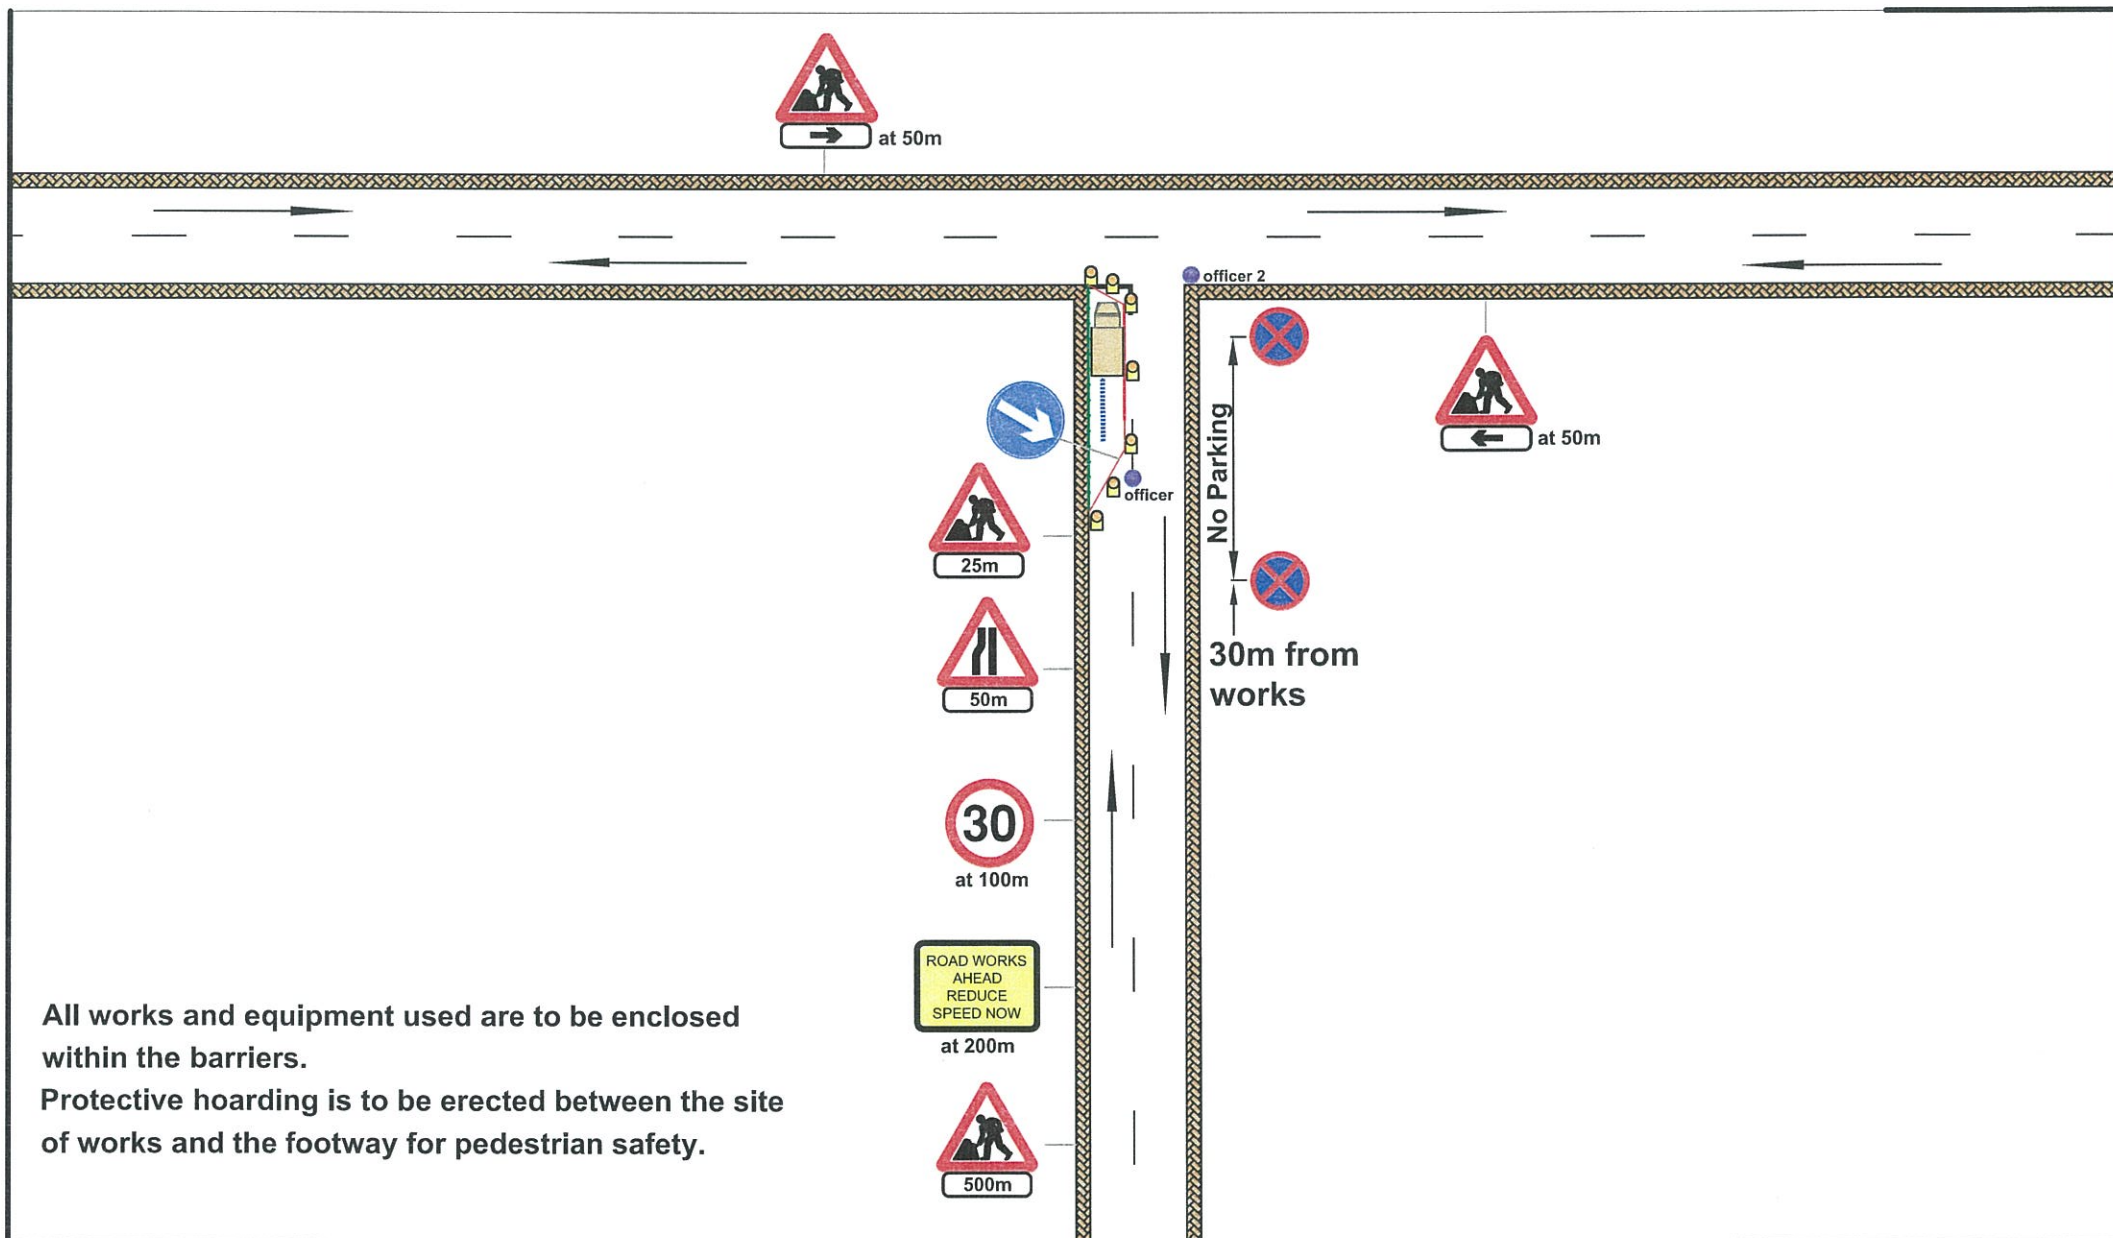 at 50m
officer 2
No Parking
at 50m
officer
25m
50m
30m from
works
30
at 100m
ROAD WORKS
AHEAD
REDUCE
SPEED NOW
at 200m
500m
All works and equipment used are to be enclosed
within the barriers.
Protective hoarding is to be erected between the site
of works and the footway for pedestrian safety.